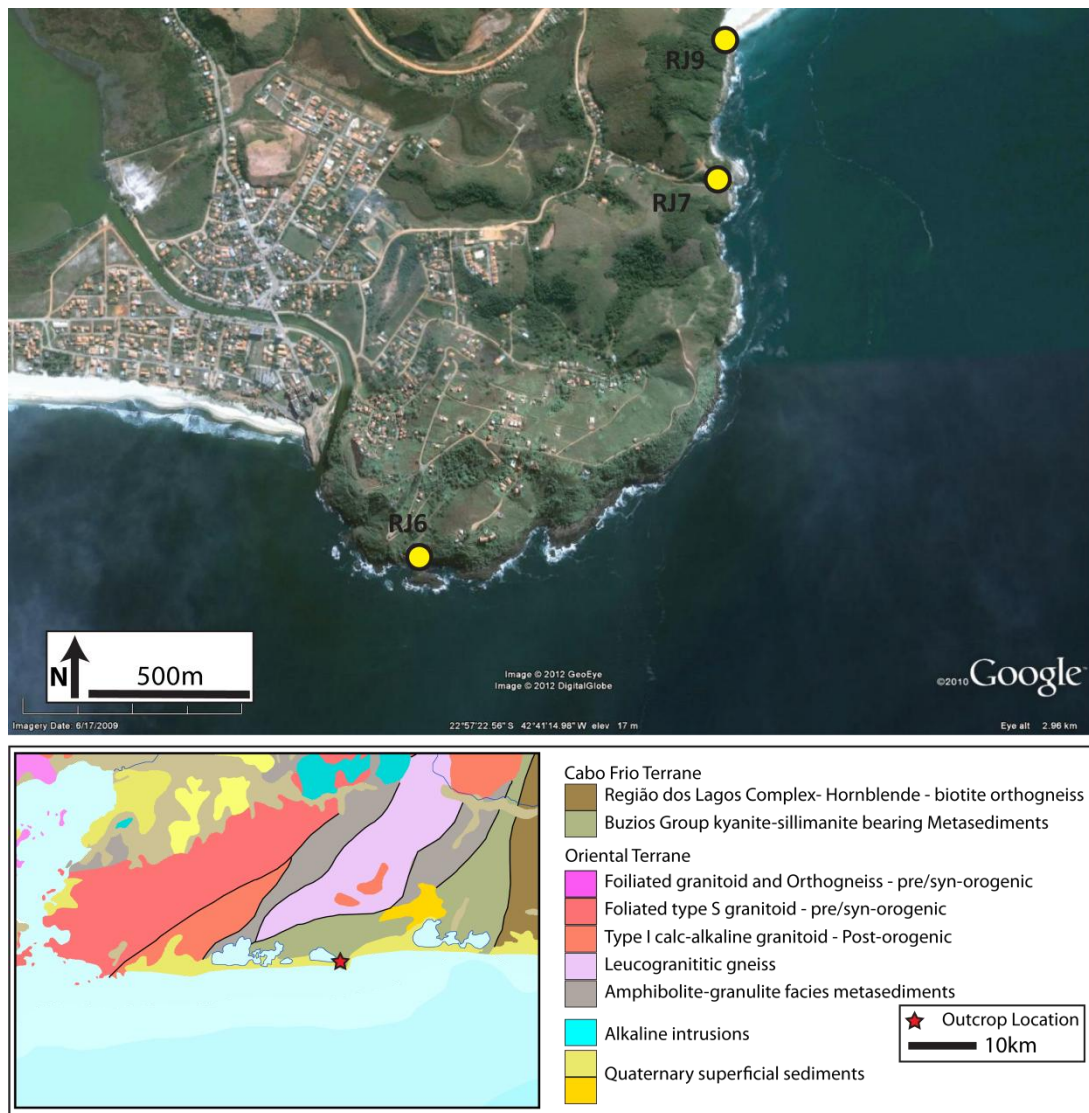 RJ9
RJ7
RJ6
N
500m
Image © 2012 GeoEye
Image © 2012 DigitalGlobe
©2010 Google
Imagery Date: 6/17/2009
22°57'22.56" S 42°41'14.98" W elev 17 m
Eye alt 2.96 km
Cabo Frio Terrane
Região dos Lagos Complex- Hornblende - biotite orthogneiss
Buzios Group kyanite-sillimanite bearing Metasediments
Oriental Terrane
Foiliated granitoid and Orthogneiss - pre/syn-orogenic
Foliated type S granitoid - pre/syn-orogenic
Type I calc-alkaline granitoid - Post-orogenic
Leucogranititic gneiss
Amphibolite-granulite facies metasediments
Alkaline intrusions
Quaternary superficial sediments
Outcrop Location
10km